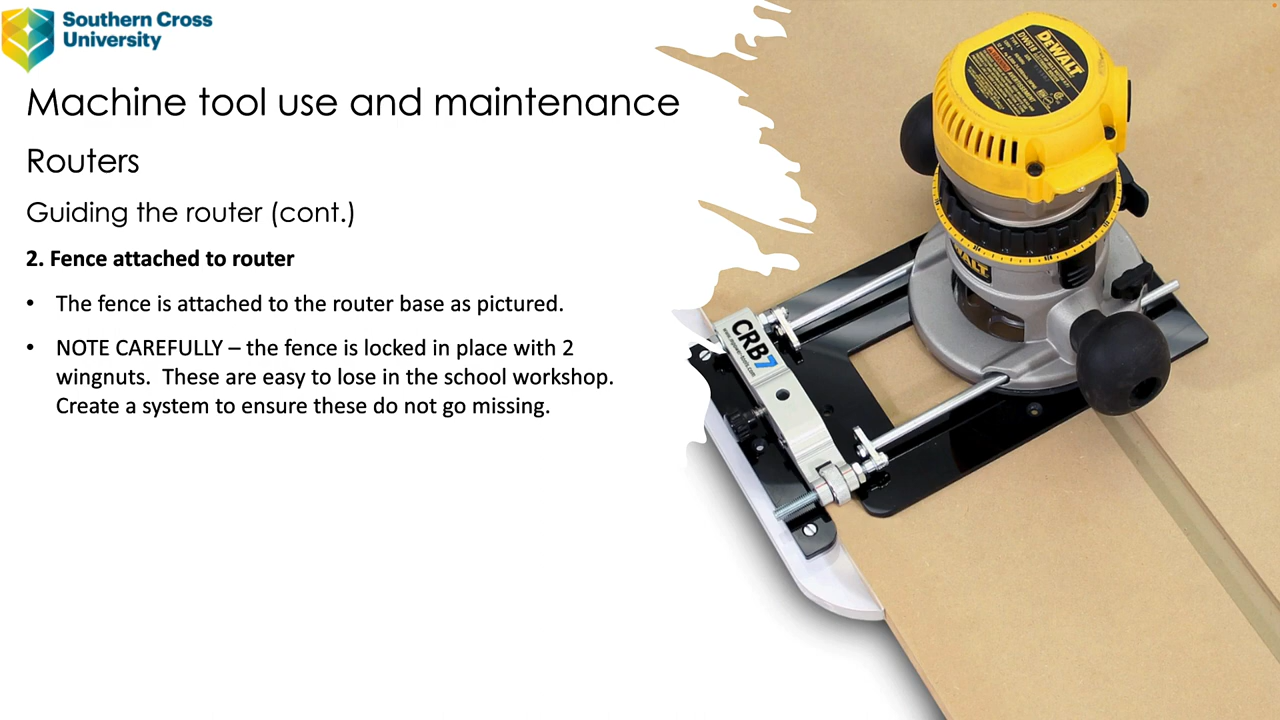 Southern Cross
University
Machine tool use and maintenance
Routers
Guiding the router (cont.)
2. Fence attached to router
• The fence is attached to the router base as pictured.
• NOTE CAREFULLY – the fence is locked in place with 2
wingnuts.  These are easy to lose in the school workshop.
Create a system to ensure these do not go missing.
DEWALT
DW618
CRB7